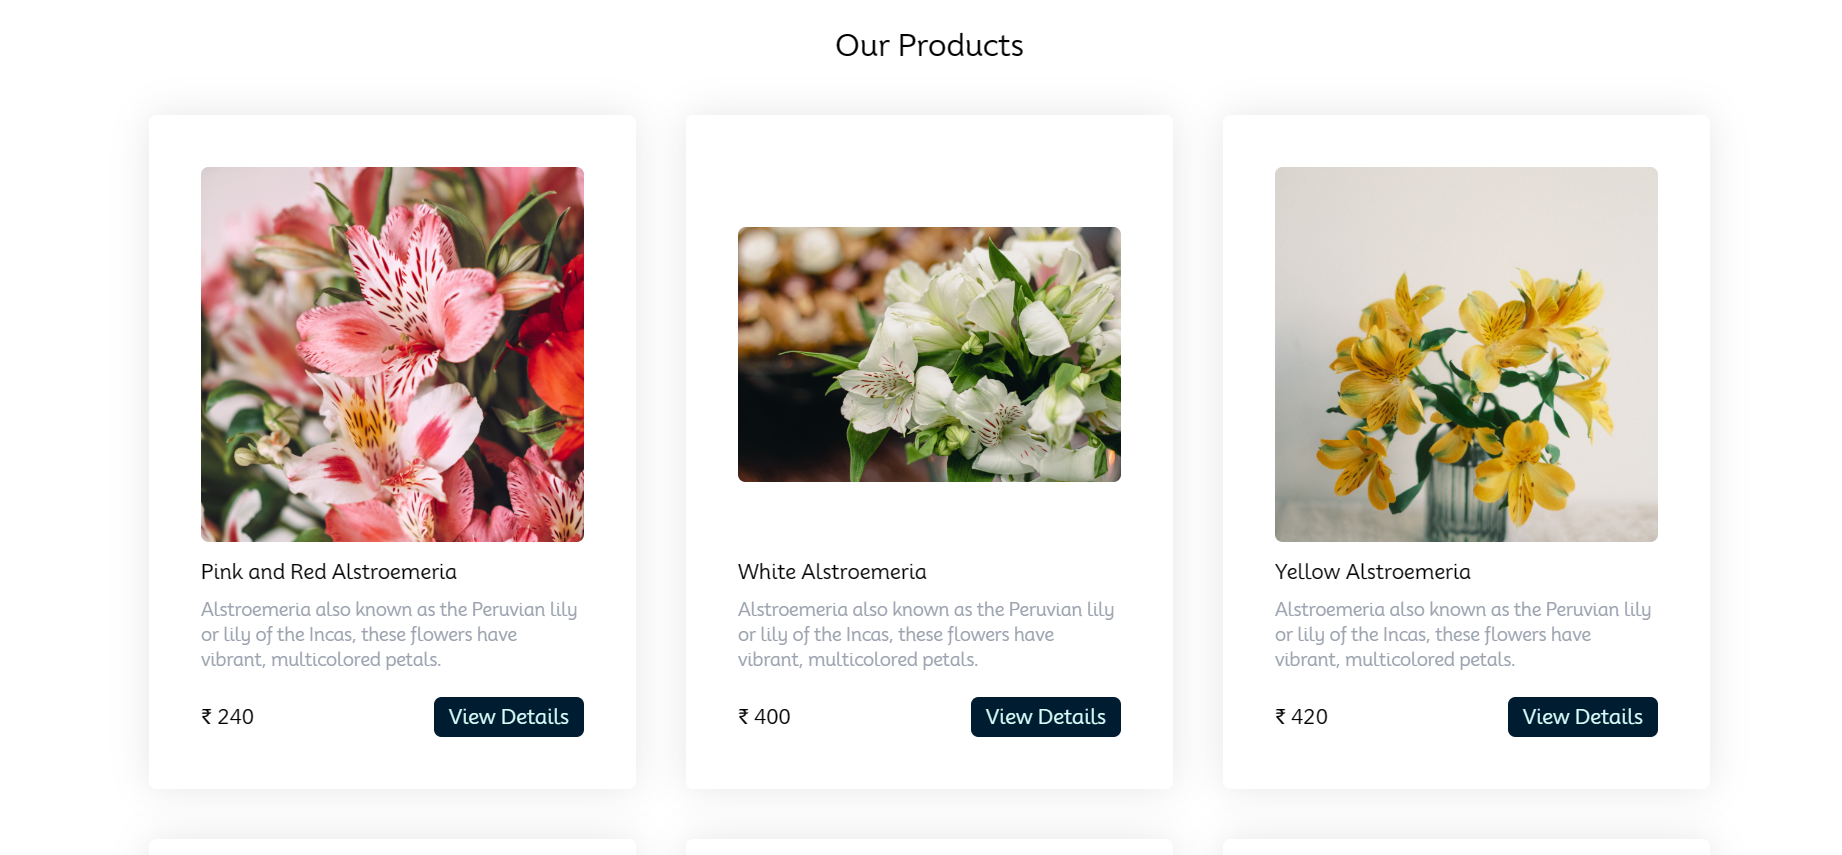 Our Products
Pink and Red Alstroemeria
Alstroemeria also known as the Peruvian lily
or lily of the Incas, these flowers have
vibrant, multicolored petals.
₹ 240
View Details
White Alstroemeria
Alstroemeria also known as the Peruvian lily
or lily of the Incas, these flowers have
vibrant, multicolored petals.
₹ 400
View Details
Yellow Alstroemeria
Alstroemeria also known as the Peruvian lily
or lily of the Incas, these flowers have
vibrant, multicolored petals.
₹ 420
View Details